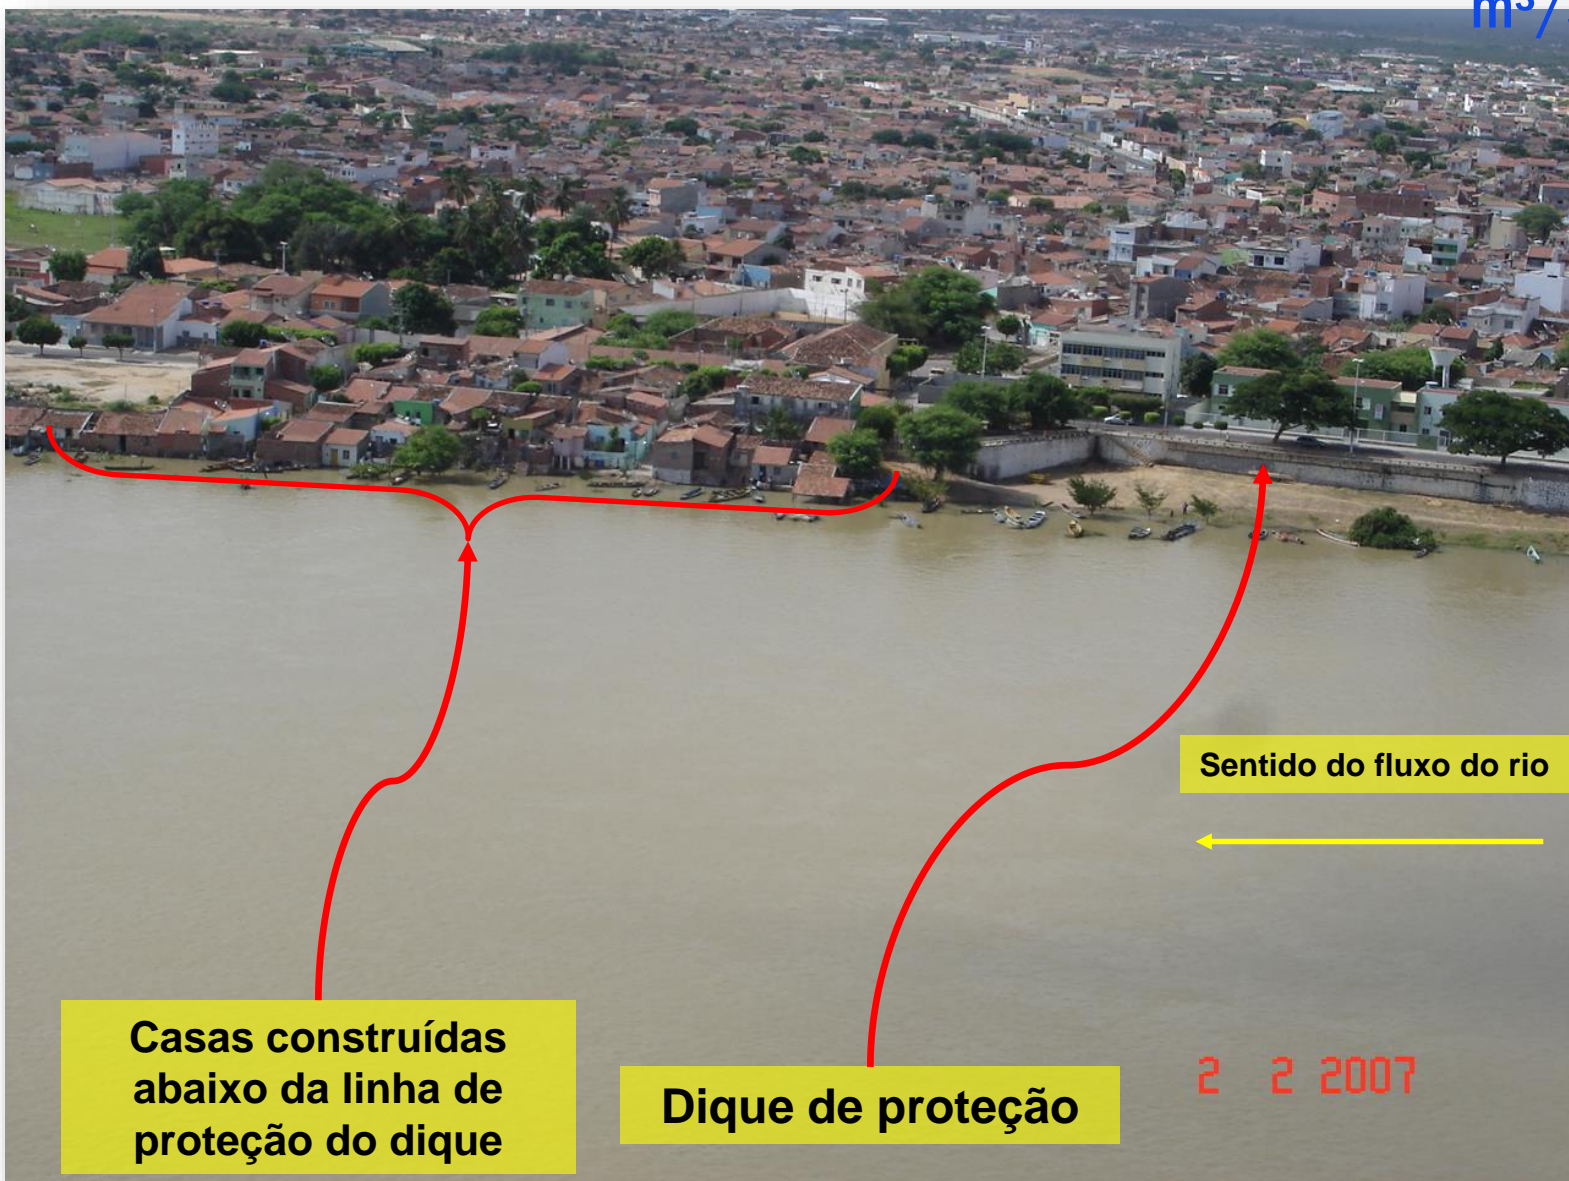 m³/
Sentido do fluxo do rio
Casas construídas
abaixo da linha de
proteção do dique
Dique de proteção
2 2 2007